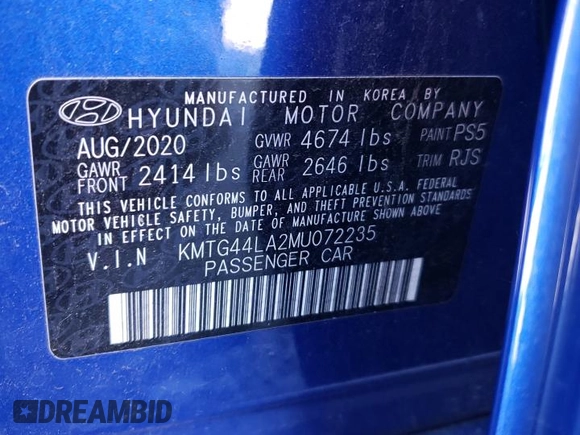 MANUFACTURED IN KOREA BY
HYUNDAI MOTOR COMPANY
AUG/2020 GVWR 4674 lbs PAINT PS5
GAWR FRONT 2414 lbs GAWR REAR 2646 lbs TRIM RJS
THIS VEHICLE CONFORMS TO ALL APPLICABLE U.S.A. FEDERAL
MOTOR VEHICLE SAFETY, BUMPER, AND THEFT PREVENTION STANDARDS
IN EFFECT ON THE DATE OF MANUFACTURE SHOWN ABOVE.
V.I.N KMTG44LA2MU072235
PASSENGER CAR
DREAMBID